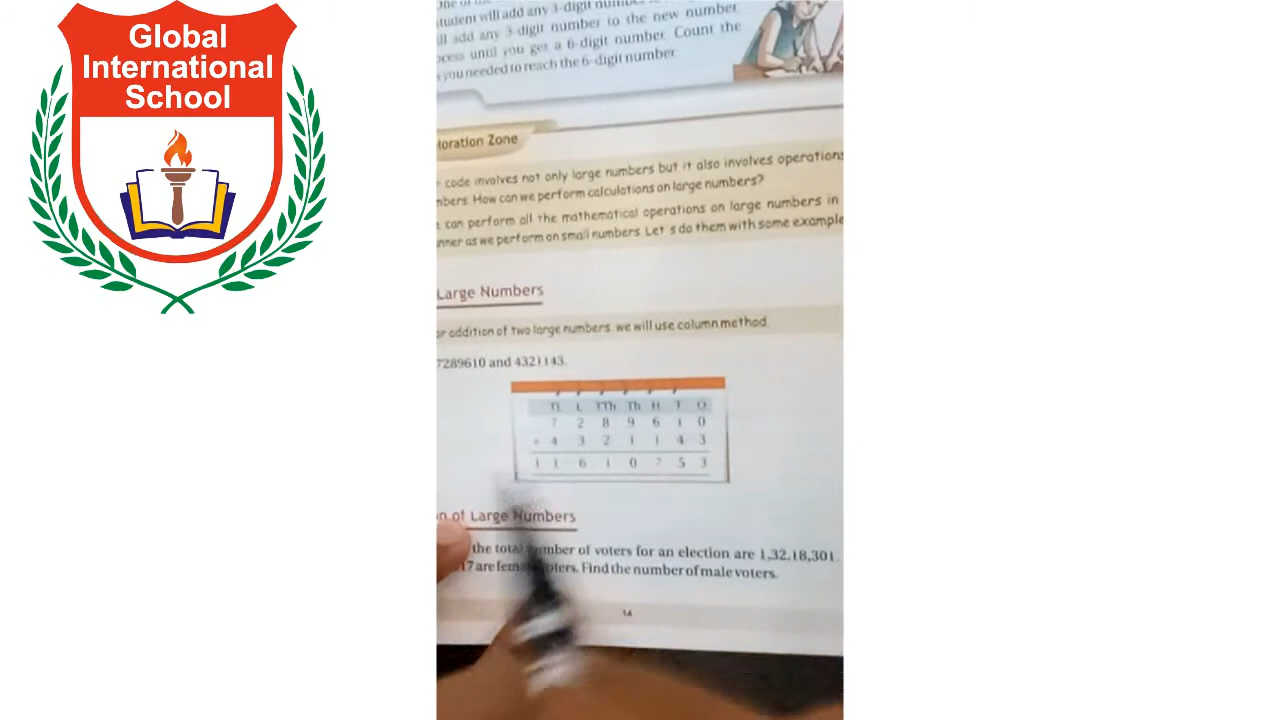 Global
International
School
student will add any 3-digit
add any 3-digit number to the new number
until you get a 6-digit number. Count the
you needed to reach the 6-digit number.
loration Zone
code involves not only large numbers but it also involves operations
mbers. How can we perform calculations on large numbers?
can perform all the mathematical operations on large numbers in
nner as we perform on small numbers. Let's do them with some example
Large Numbers
or addition of two large numbers, we will use column method.
7289610 and 4321143.
TL L TTh Th H T O
7 2 8 9 6 1 0
+ 4 3 2 1 1 4 3
1 1 6 1 0 7 5 3
n of Large Numbers
the total number of voters for an election are 1,32,18,301.
17 are female voters. Find the number of male voters.
14